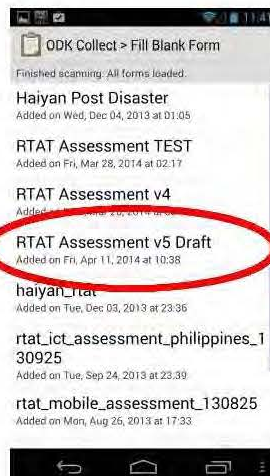 11:4
ODK Collect > Fill Blank Form
Finished scanning. All forms loaded.
Haiyan Post Disaster
Added on Wed, Dec 04, 2013 at 01:05
RTAT Assessment TEST
Added on Fri, Mar 28, 2014 at 02:17
RTAT Assessment v4
RTAT Assessment v5 Draft
Added on Fri, Apr 11, 2014 at 10:38
haiyan_rtat
Added on Tue, Dec 03, 2013 at 23:36
rtat_ict_assessment_philippines_1
30925
Added on Tue, Sep 24, 2013 at 23:39
rtat_mobile_assessment_130825
Added on Mon, Aug 26, 2013 at 17:33